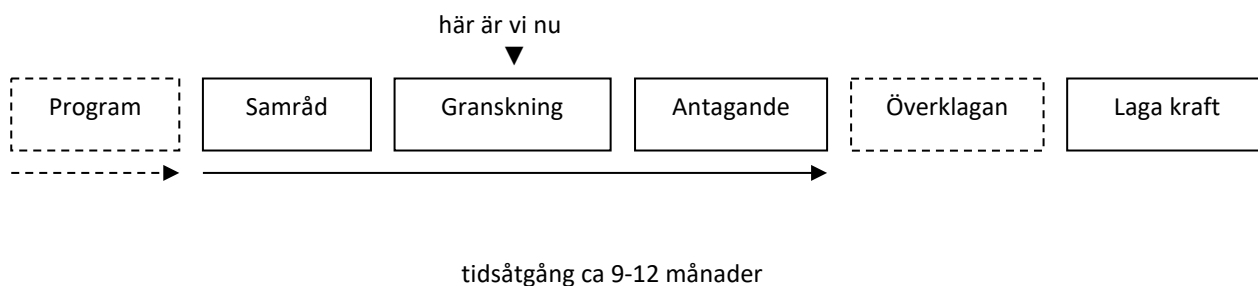 här är vi nu
Program Samråd Granskning Antagande Överklagan Laga kraft
tidsåtgång ca 9-12 månader